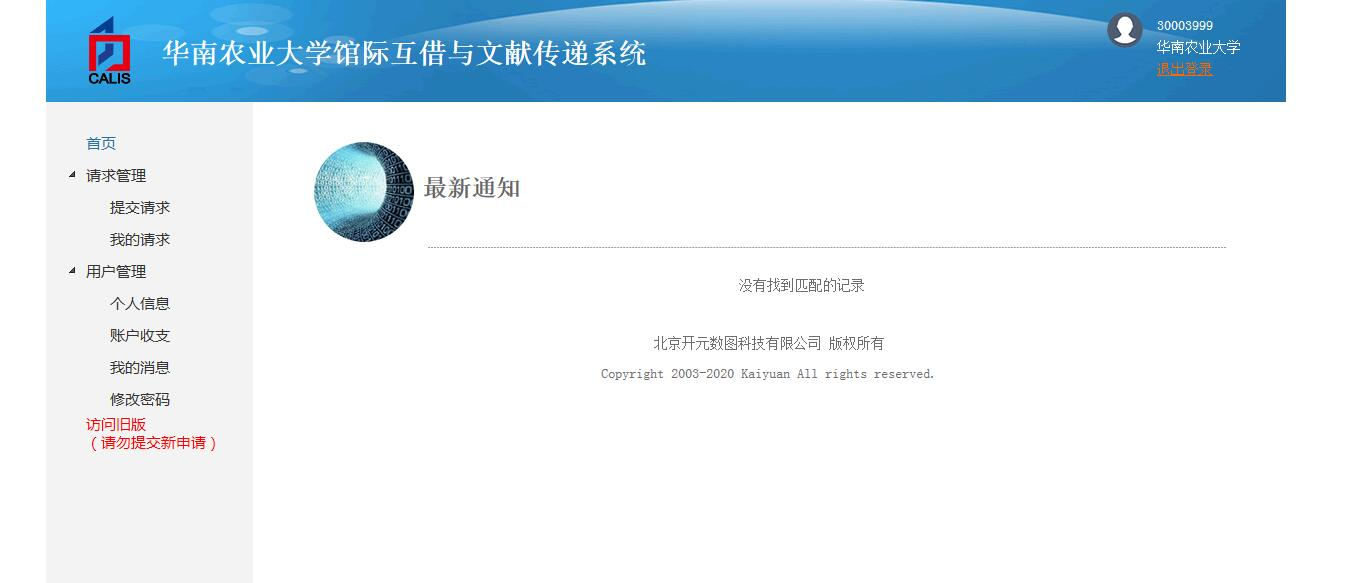 CALIS
华南农业大学馆际互借与文献传递系统
30003999
华南农业大学
退出登录
首页
请求管理
提交请求
我的请求
用户管理
个人信息
账户收支
我的消息
修改密码
访问旧版
（请勿提交新申请）
最新通知
没有找到匹配的记录
北京开元数图科技有限公司 版权所有
Copyright 2003-2020 Kaiyuan All rights reserved.